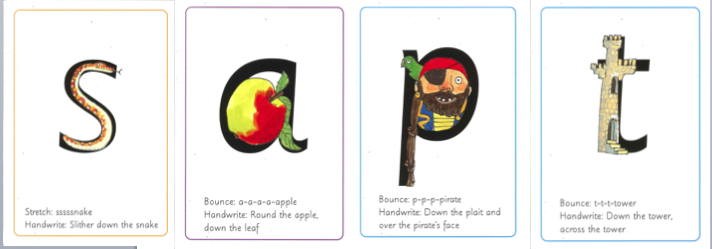 s
Stretch: sssssnake
Handwrite: Slither down the snake
a
Bounce: a-a-a-a-apple
Handwrite: Round the apple,
down the leaf
p
Bounce: p-p-p-pirate
Handwrite: Down the plait and
over the pirate's face
t
Bounce: t-t-t-tower
Handwrite: Down the tower,
across the tower